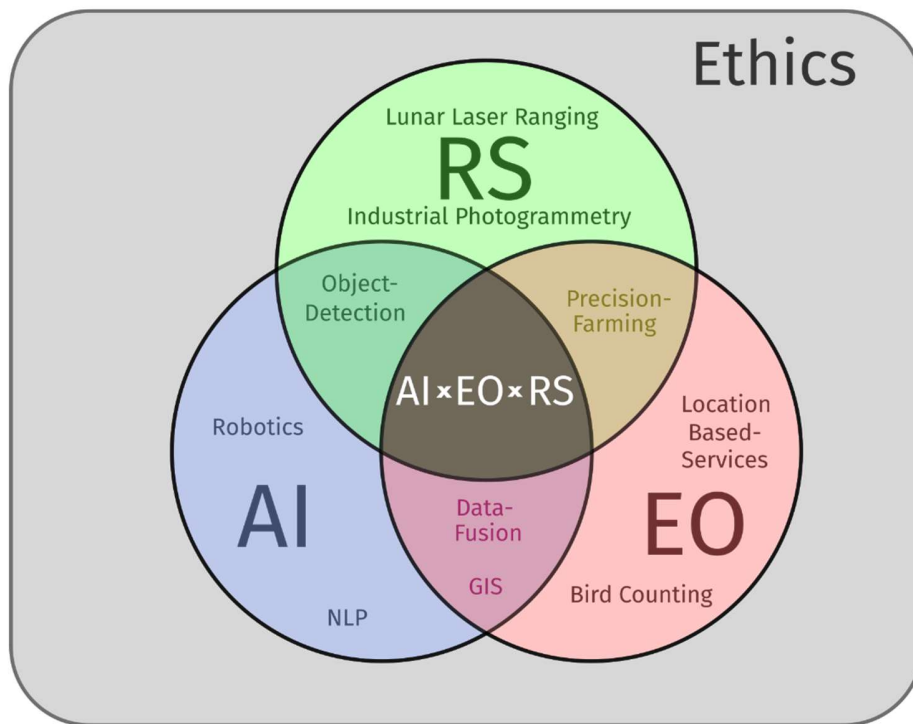 Ethics
Lunar Laser Ranging
RS
Industrial Photogrammetry
Object-
Detection
Precision-
Farming
AI×EO×RS
Robotics
AI
NLP
Data-
Fusion
GIS
Location
Based-
Services
EO
Bird Counting